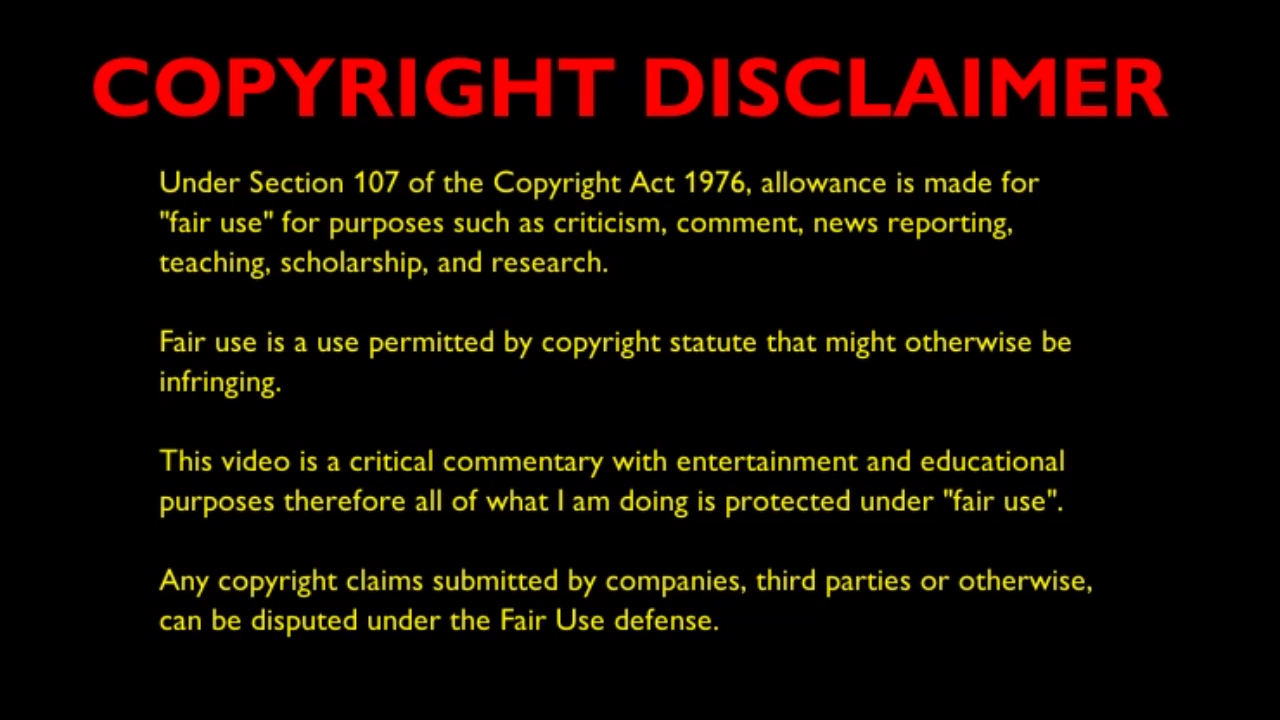 COPYRIGHT DISCLAIMER
Under Section 107 of the Copyright Act 1976, allowance is made for
"fair use" for purposes such as criticism, comment, news reporting,
teaching, scholarship, and research.
Fair use is a use permitted by copyright statute that might otherwise be
infringing.
This video is a critical commentary with entertainment and educational
purposes therefore all of what I am doing is protected under "fair use".
Any copyright claims submitted by companies, third parties or otherwise,
can be disputed under the Fair Use defense.